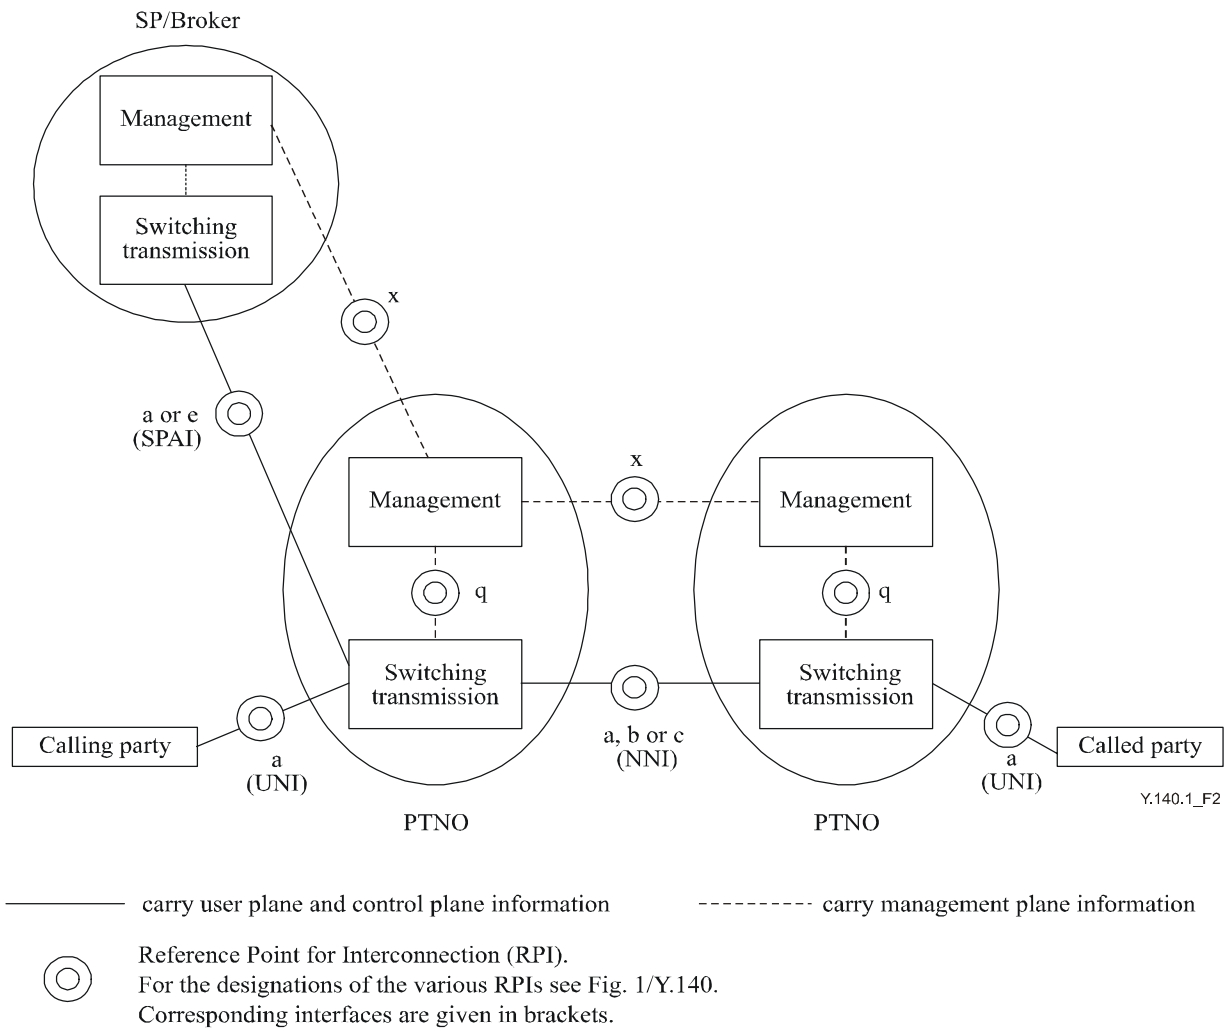 SP/Broker
Management
Switching
transmission
x
a or e
(SPAI)
x
Management
Management
q
q
Switching
transmission
Switching
transmission
Calling party
a
(UNI)
a, b or c
(NNI)
a
(UNI)
Called party
Y.140.1_F2
PTNO
PTNO
carry user plane and control plane information
carry management plane information
Reference Point for Interconnection (RPI).
For the designations of the various RPIs see Fig. 1/Y.140.
Corresponding interfaces are given in brackets.